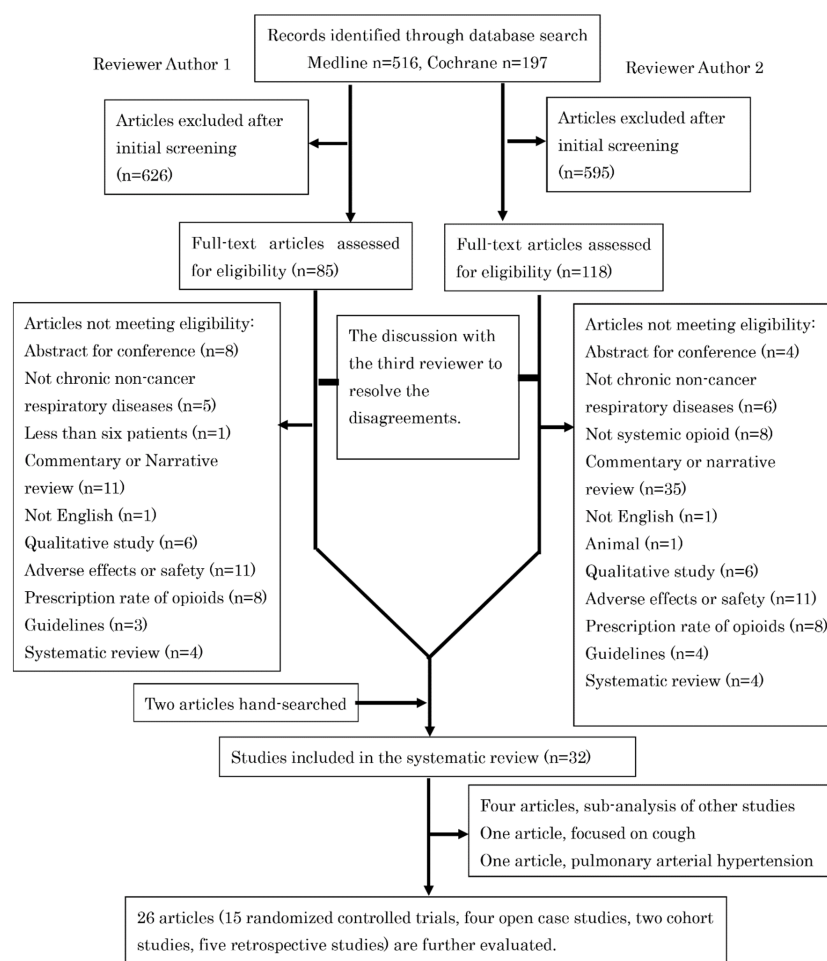 Records identified through database search
Medline n=516, Cochrane n=197
Reviewer Author 1
Reviewer Author 2
Articles excluded after
initial screening
(n=626)
Articles excluded after
initial screening
(n=595)
Full-text articles assessed
for eligibility (n=85)
Full-text articles assessed
for eligibility (n=118)
Articles not meeting eligibility:
Abstract for conference (n=8)
Not chronic non-cancer
respiratory diseases (n=5)
Less than six patients (n=1)
Commentary or Narrative
review (n=11)
Not English (n=1)
Qualitative study (n=6)
Adverse effects or safety (n=11)
Prescription rate of opioids (n=8)
Guidelines (n=3)
Systematic review (n=4)
The discussion with
the third reviewer to
resolve the
disagreements.
Articles not meeting eligibility:
Abstract for conference (n=4)
Not chronic non-cancer
respiratory diseases (n=6)
Not systemic opioid (n=8)
Commentary or narrative
review (n=35)
Not English (n=1)
Animal (n=1)
Qualitative study (n=6)
Adverse effects or safety (n=11)
Prescription rate of opioids (n=8)
Guidelines (n=4)
Systematic review (n=4)
Two articles hand-searched
Studies included in the systematic review (n=32)
Four articles, sub-analysis of other studies
One article, focused on cough
One article, pulmonary arterial hypertension
26 articles (15 randomized controlled trials, four open case studies, two cohort
studies, five retrospective studies) are further evaluated.